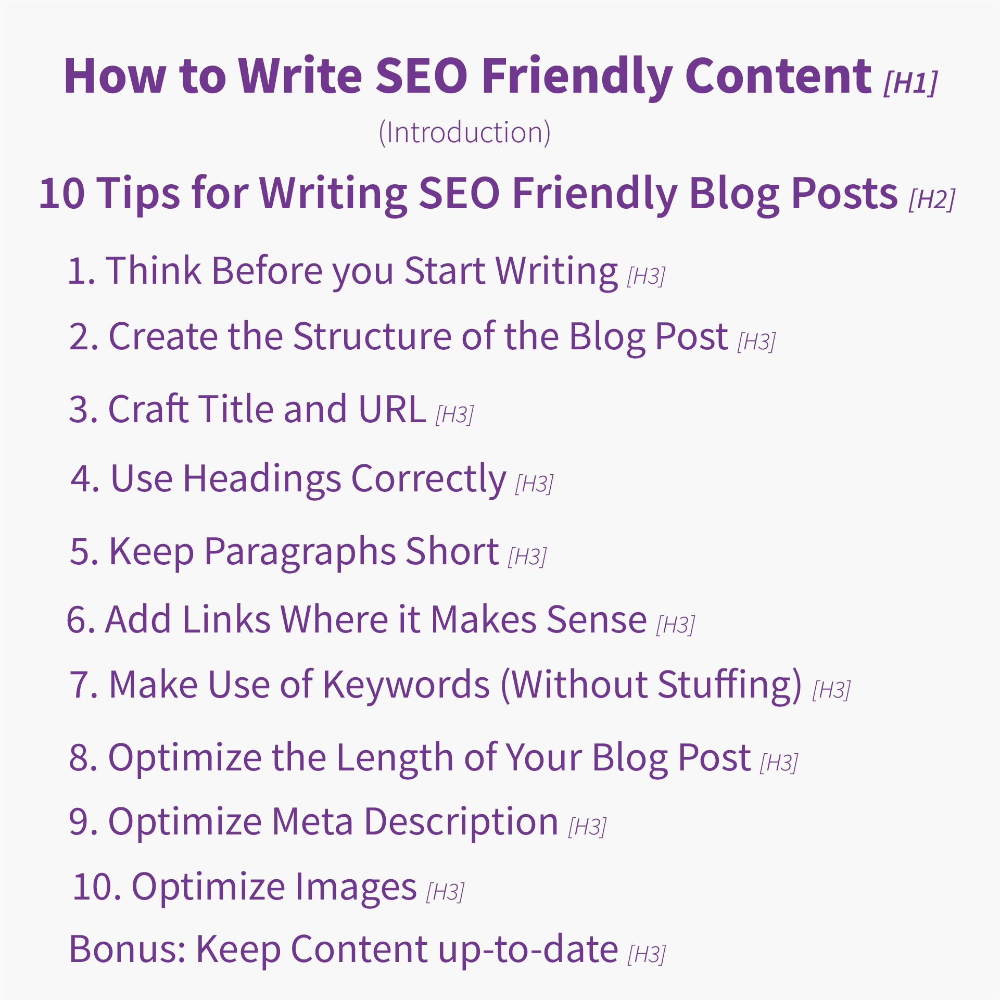 How to Write SEO Friendly Content [H1]
(Introduction)
10 Tips for Writing SEO Friendly Blog Posts [H2]
1. Think Before you Start Writing [H3]
2. Create the Structure of the Blog Post [H3]
3. Craft Title and URL [H3]
4. Use Headings Correctly [H3]
5. Keep Paragraphs Short [H3]
6. Add Links Where it Makes Sense [H3]
7. Make Use of Keywords (Without Stuffing) [H3]
8. Optimize the Length of Your Blog Post [H3]
9. Optimize Meta Description [H3]
10. Optimize Images [H3]
Bonus: Keep Content up-to-date [H3]